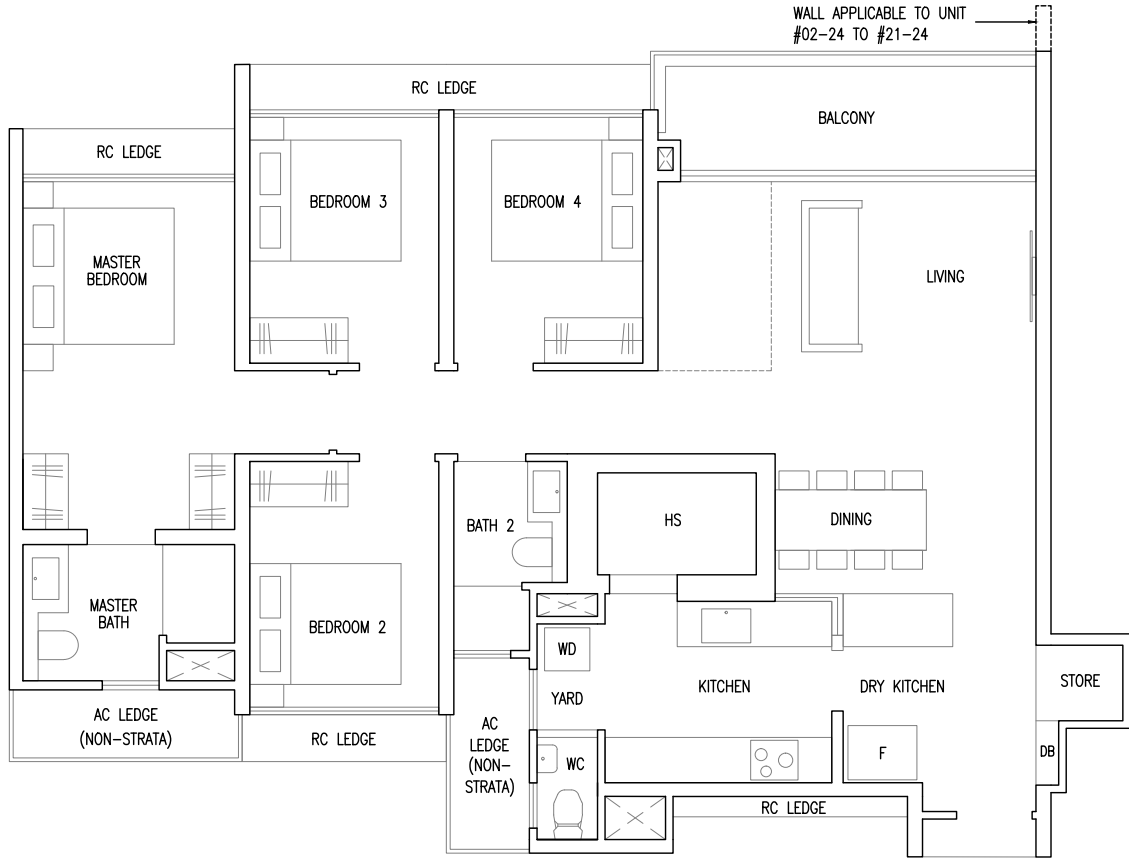 WALL APPLICABLE TO UNIT
#02-24 TO #21-24
RC LEDGE
BALCONY
RC LEDGE
BEDROOM 3
BEDROOM 4
MASTER
BEDROOM
LIVING
BATH 2
HS
DINING
MASTER
BATH
BEDROOM 2
WD
YARD
KITCHEN
DRY KITCHEN
STORE
AC LEDGE
(NON-STRATA)
RC LEDGE
AC
LEDGE
(NON-
STRATA)
WC
F
DB
RC LEDGE